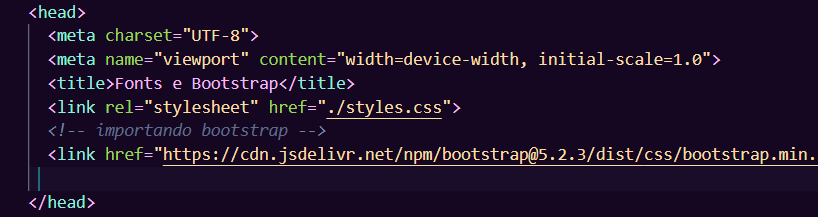 <head>
<meta charset="UTF-8">
<meta name="viewport" content="width=device-width, initial-scale=1.0">
<title>Fonts e Bootstrap</title>
<link rel="stylesheet" href="./styles.css">
<!-- importando bootstrap -->
<link href="https://cdn.jsdelivr.net/npm/bootstrap@5.2.3/dist/css/bootstrap.min.
</head>